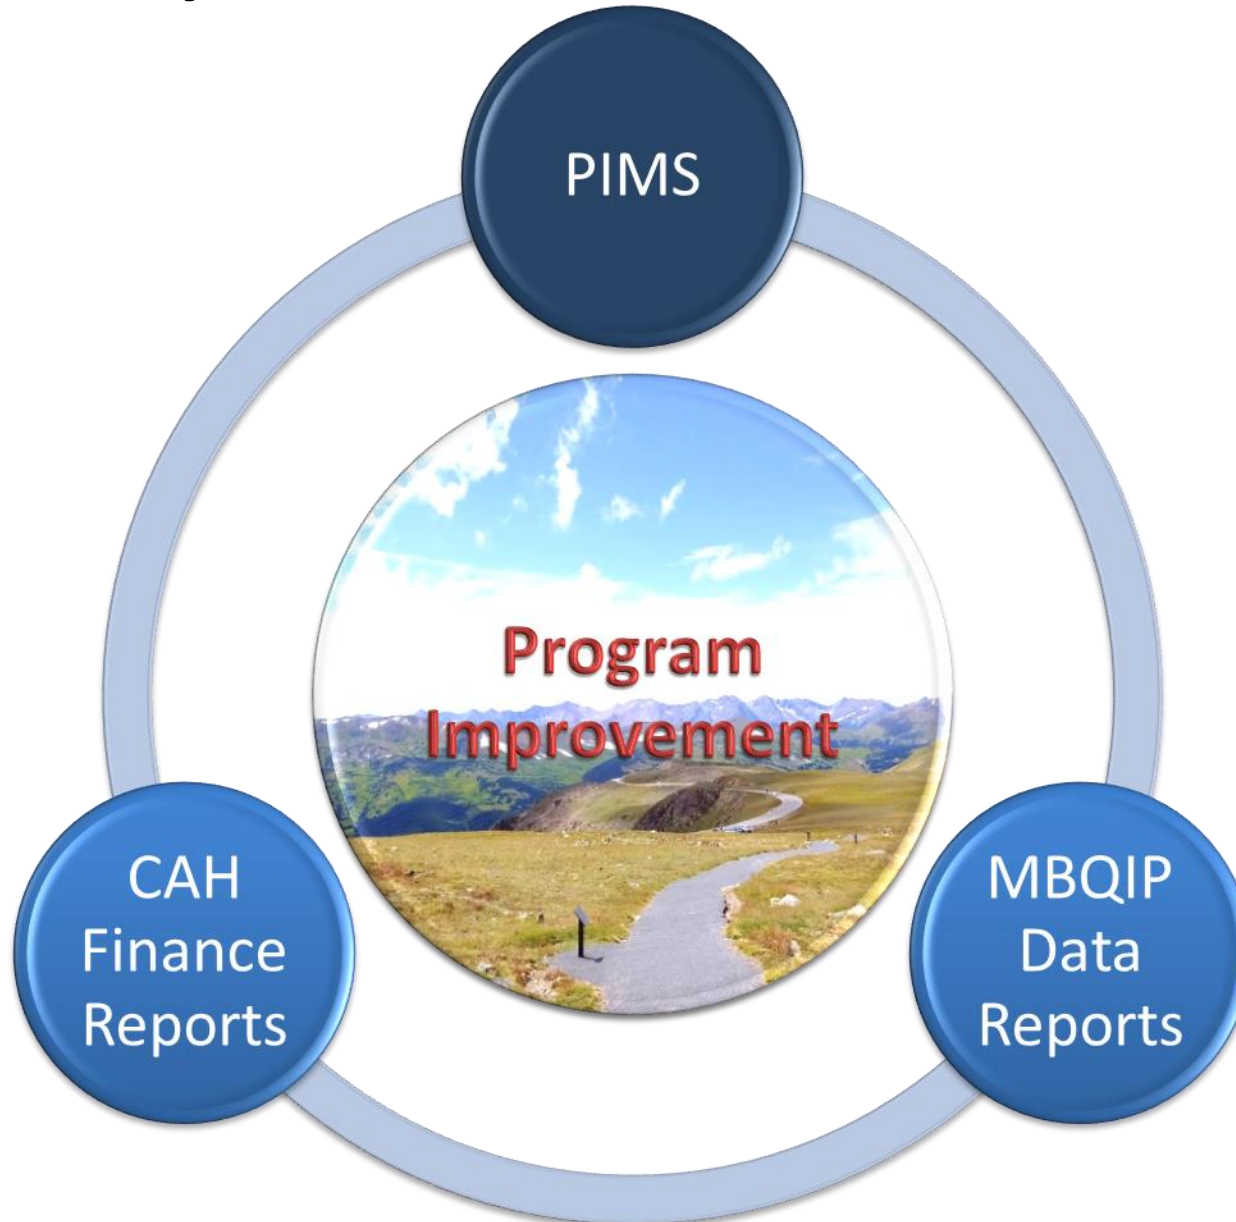 PIMS
Program
Improvement
CAH
Finance
Reports
MBQIP
Data
Reports